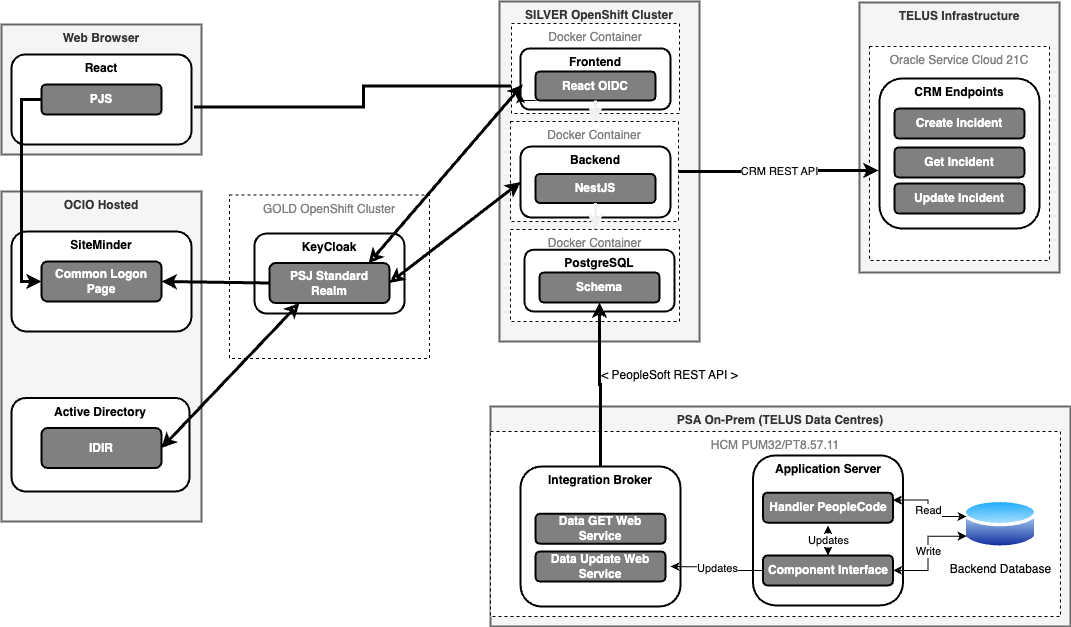 Web Browser
React
PJS
OCIO Hosted
SiteMinder
Common Logon
Page
Active Directory
IDIR
GOLD OpenShift Cluster
KeyCloak
PSJ Standard
Realm
SILVER OpenShift Cluster
Docker Container
Frontend
React OIDC
Docker Container
Backend
NestJS
Docker Container
PostgreSQL
Schema
CRM REST API
TELUS Infrastructure
Oracle Service Cloud 21C
CRM Endpoints
Create Incident
Get Incident
Update Incident
< PeopleSoft REST API >
PSA On-Prem (TELUS Data Centres)
HCM PUM32/PT8.57.11
Integration Broker
Data GET Web
Service
Data Update Web
Service
Updates
Application Server
Handler PeopleCode
Updates
Component Interface
Read
Write
Backend Database